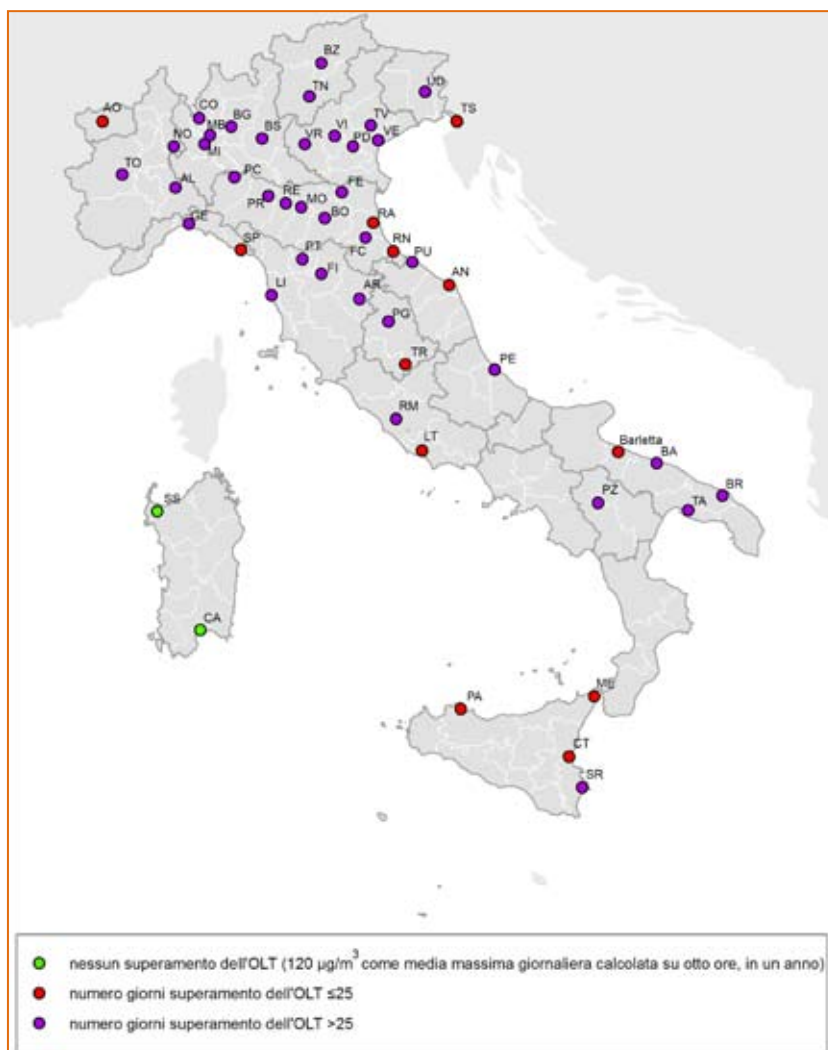 BZ
TN
UD
AO
CO
MB
BG
BS
TV
TS
NO
MI
VR
VI
PD
VE
TO
AL
PC
PR
RE
MO
FE
BO
GE
RA
SP
PT
FC
RN
PU
FI
AN
LI
AR
PG
TR
PE
RM
LT
Barletta
BA
PZ
TA
BR
SS
CA
PA
ME
CT
SR
nessun superamento dell'OLT (120 µg/m³ come media massima giornaliera calcolata su otto ore, in un anno)
numero giorni superamento dell'OLT ≤25
numero giorni superamento dell'OLT >25